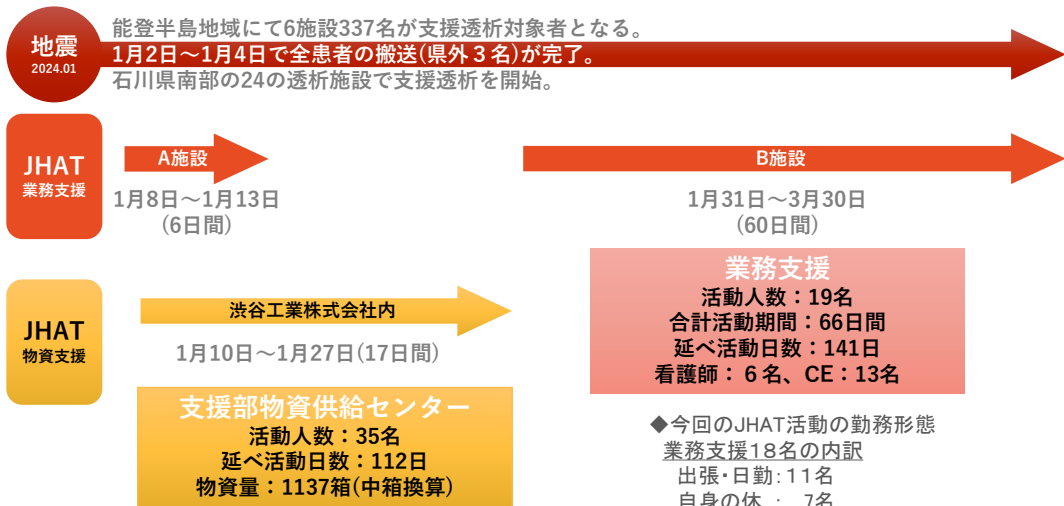 地震
2024.01
能登半島地域にて6施設337名が支援透析対象者となる。
1月2日〜1月4日で全患者の搬送(県外３名)が完了。
石川県南部の24の透析施設で支援透析を開始。
JHAT
業務支援
A施設
1月8日〜1月13日
(6日間)
B施設
1月31日〜3月30日
(60日間)
業務支援
活動人数：19名
合計活動期間：66日間
延べ活動日数：141日
看護師：６名、CE：13名
JHAT
物資支援
渋谷工業株式会社内
1月10日〜1月27日(17日間)
支援部物資供給センター
活動人数：35名
延べ活動日数：112日
物資量：1137箱(中箱換算)
◆今回のJHAT活動の勤務形態
業務支援18名の内訳
出張・日勤：11名
自身の休 ： 7名